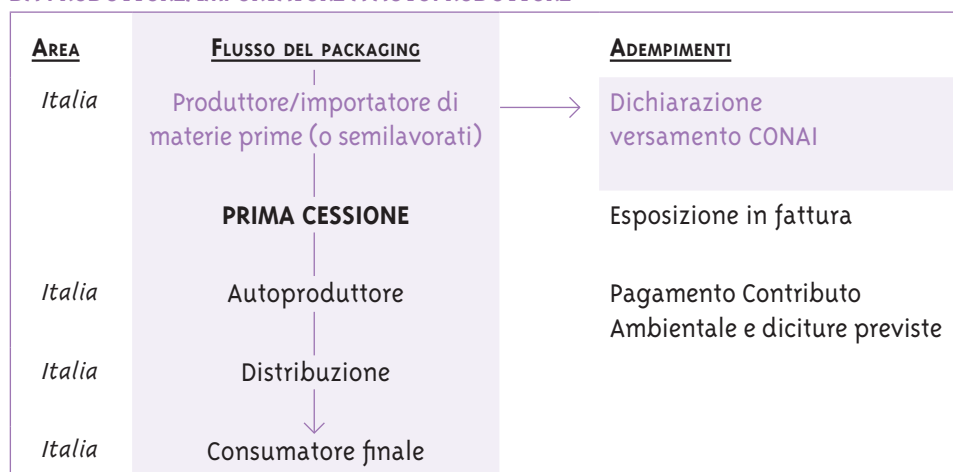 AREA FLUSSO DEL PACKAGING ADEMPIMENTI
Italia Produttore/importatore di Dichiarazione
materie prime (o semilavorati) versamento CONAI
PRIMA CESSIONE Esposizione in fattura
Italia Autoproduttore Pagamento Contributo
Ambientale e diciture previste
Italia Distribuzione
Italia Consumatore finale